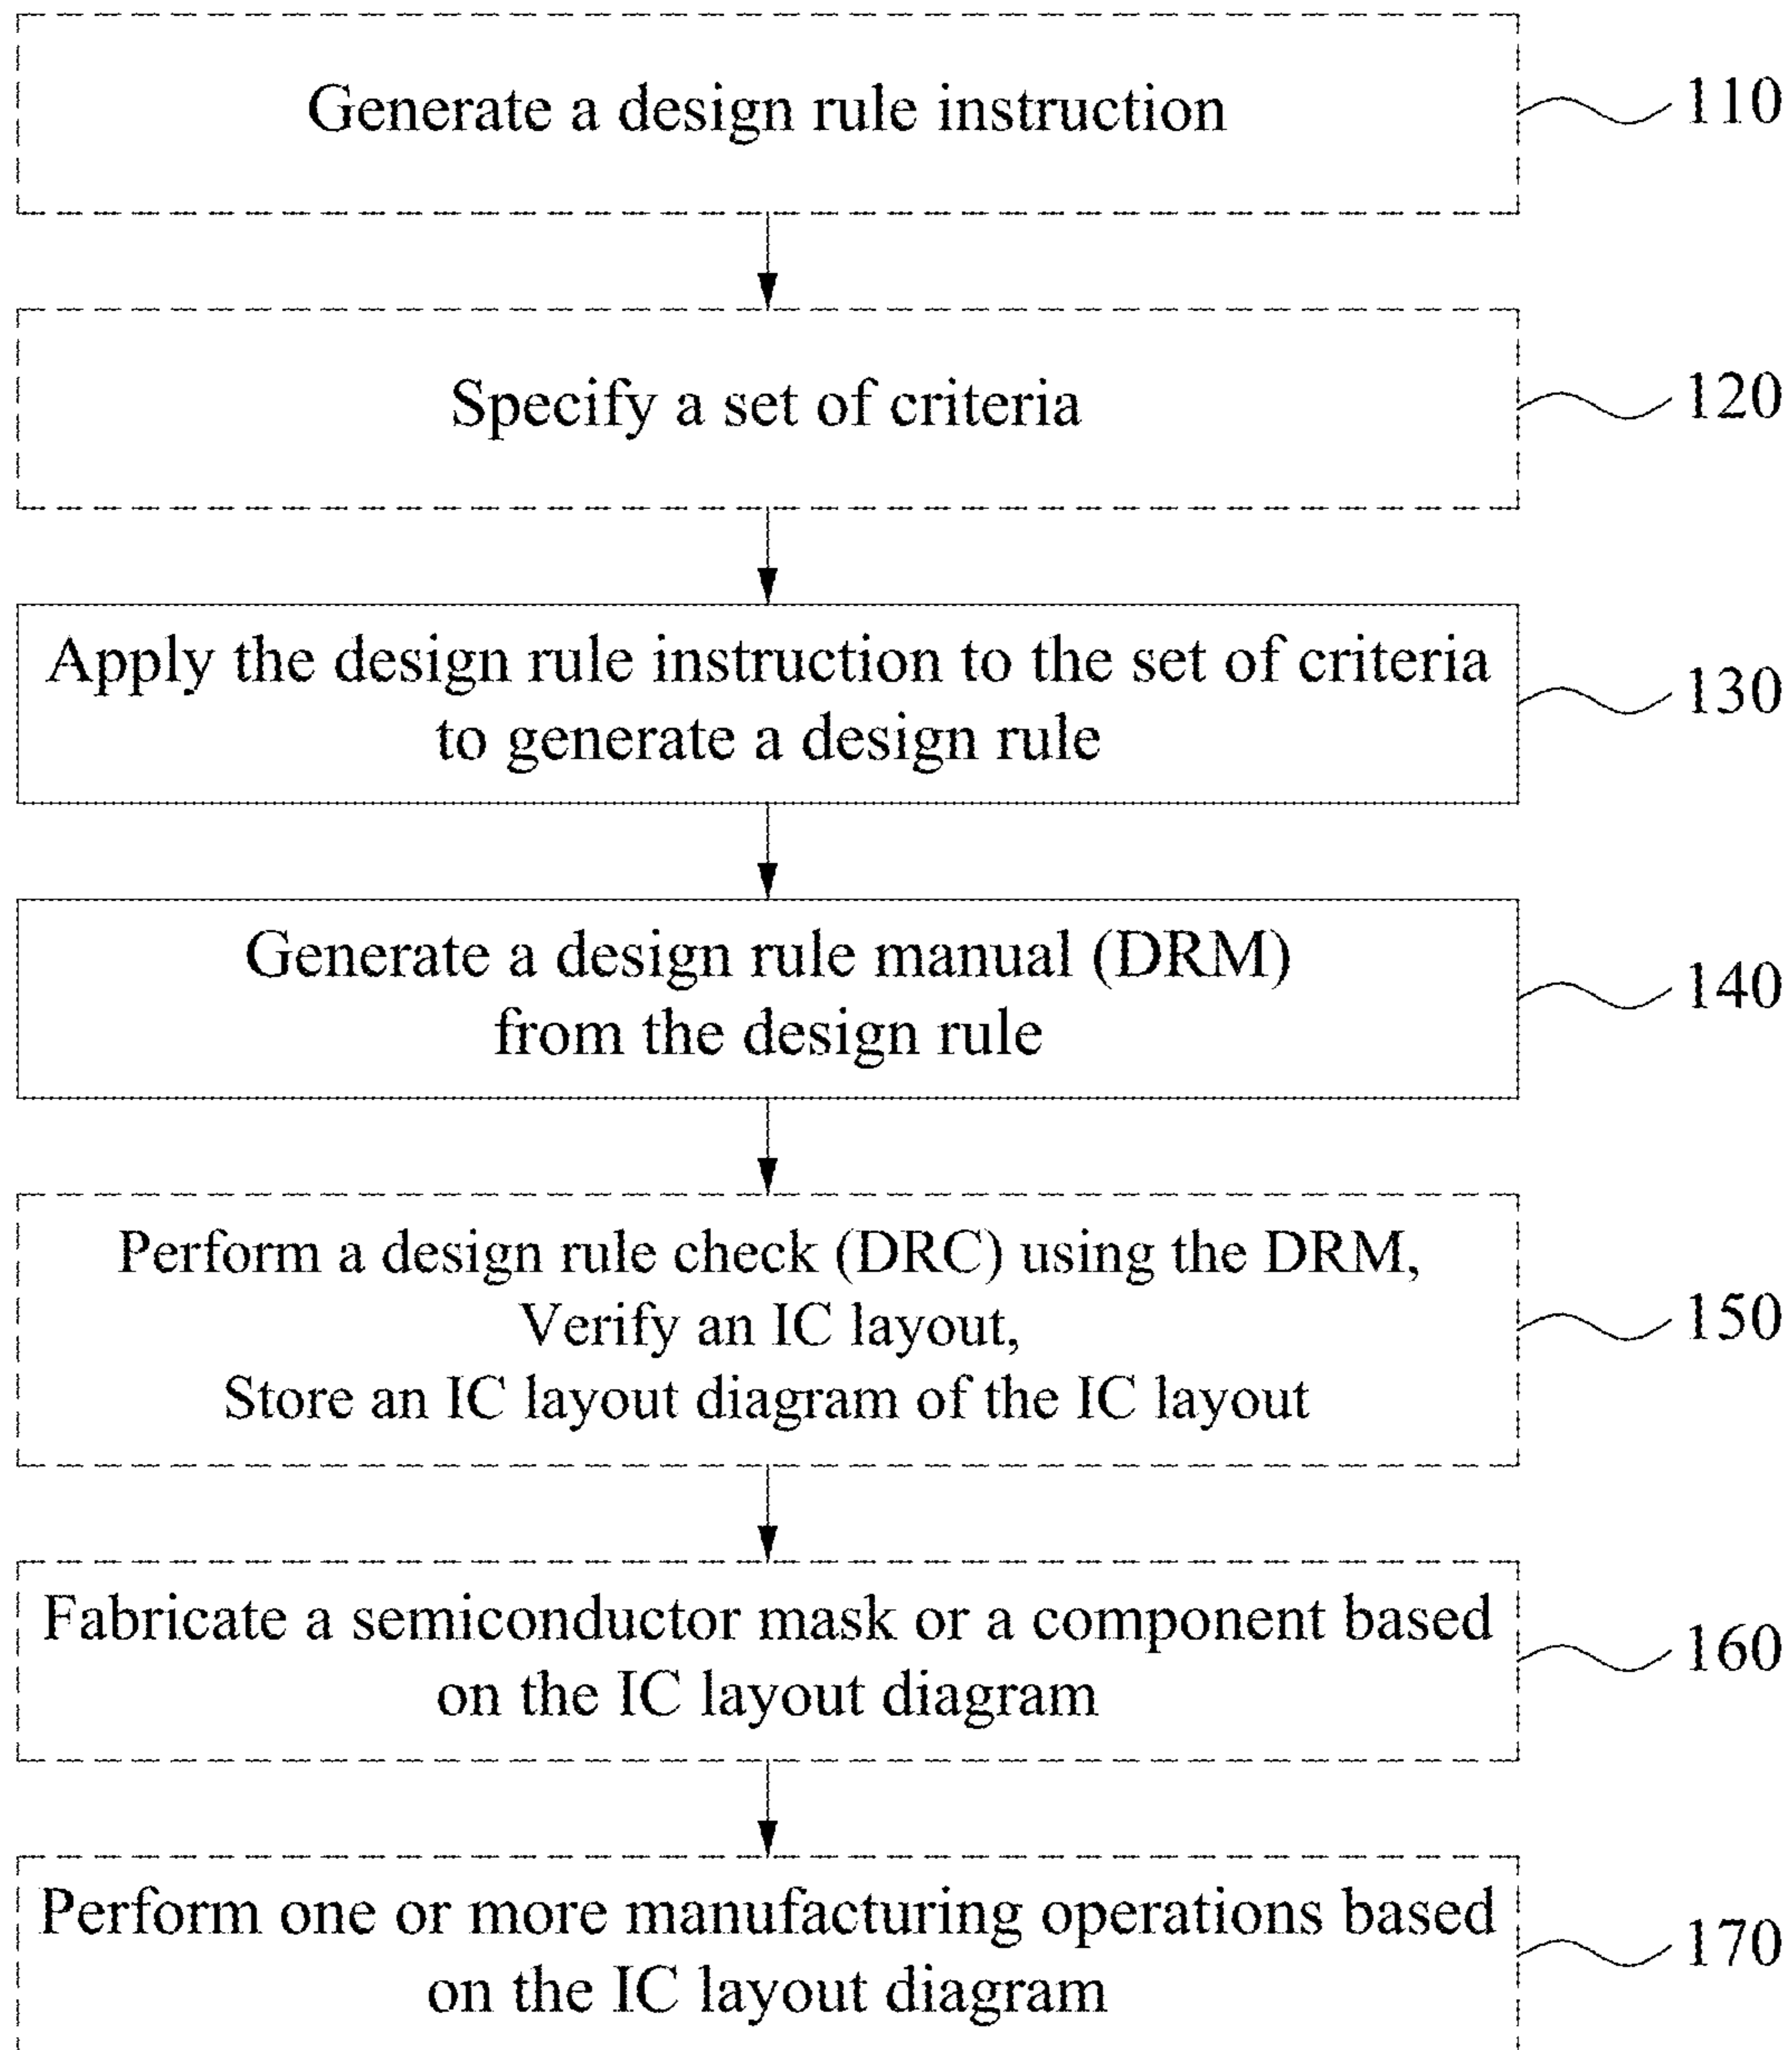 Generate a design rule instruction
110
Specify a set of criteria
120
Apply the design rule instruction to the set of criteria
to generate a design rule
130
Generate a design rule manual (DRM)
from the design rule
140
Perform a design rule check (DRC) using the DRM,
Verify an IC layout,
Store an IC layout diagram of the IC layout
150
Fabricate a semiconductor mask or a component based
on the IC layout diagram
160
Perform one or more manufacturing operations based
on the IC layout diagram
170